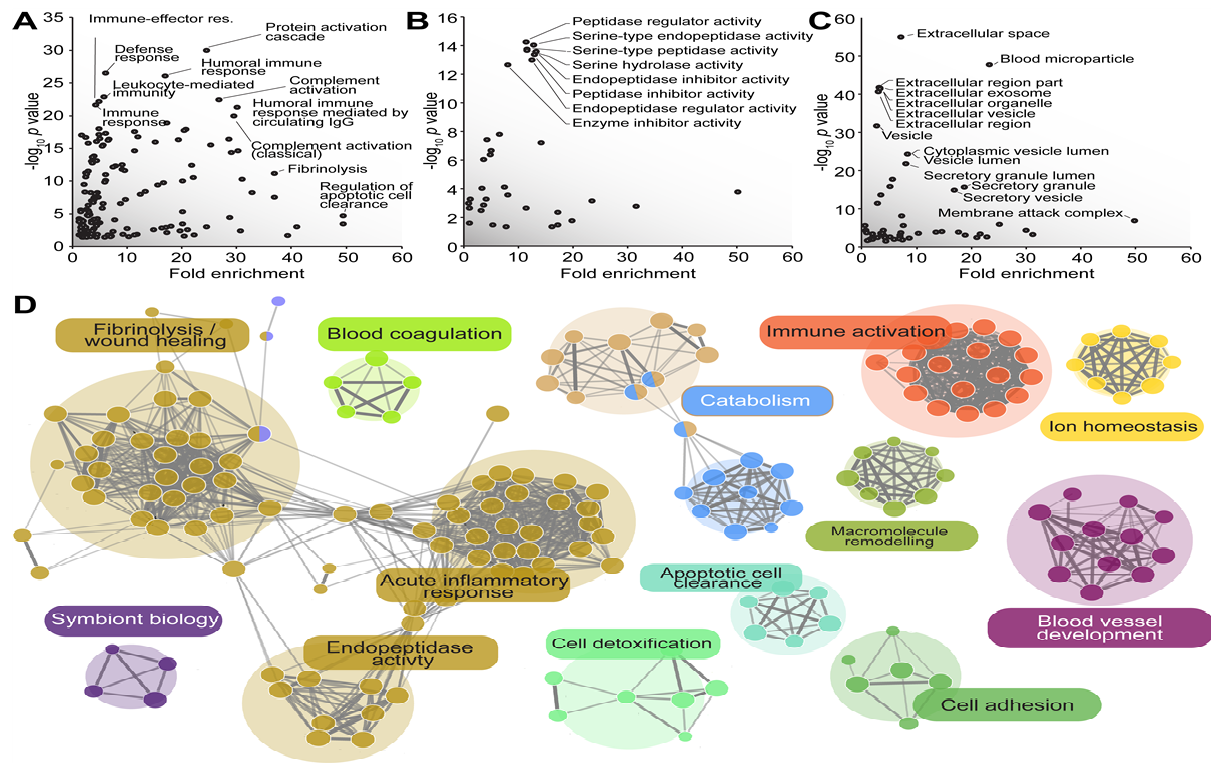 A
35
30
25
20
15
10
5
0
-log10 p value
Immune-effector res.
Defense
response
Protein activation
cascade
Humoral immune
response
Leukocyte-mediated
immunity
Complement
activation
Immune
response
Humoral immune
response mediated by
circulating IgG
Complement activation
(classical)
Fibrinolysis
Regulation of
apoptotic cell
clearance
0 10 20 30 40 50 60
Fold enrichment
B
16
14
12
10
8
6
4
2
0
-log10 p value
Peptidase regulator activity
Serine-type endopeptidase activity
Serine-type peptidase activity
Serine hydrolase activity
Endopeptidase inhibitor activity
Peptidase inhibitor activity
Endopeptidase regulator activity
Enzyme inhibitor activity
0 10 20 30 40 50 60
Fold enrichment
C
60
50
40
30
20
10
0
-log10 p value
Extracellular space
Blood microparticle
Extracellular region part
Extracellular exosome
Extracellular organelle
Extracellular vesicle
Extracellular region
Vesicle
Cytoplasmic vesicle lumen
Vesicle lumen
Secretory granule lumen
Secretory granule
Secretory vesicle
Membrane attack complex
0 10 20 30 40 50 60
Fold enrichment
D
Fibrinolysis /
wound healing
Blood coagulation
Catabolism
Immune activation
Ion homeostasis
Macromolecule
remodelling
Acute inflammatory
response
Apoptotic cell
clearance
Symbiont biology
Endopeptidase
activty
Cell detoxification
Blood vessel
development
Cell adhesion